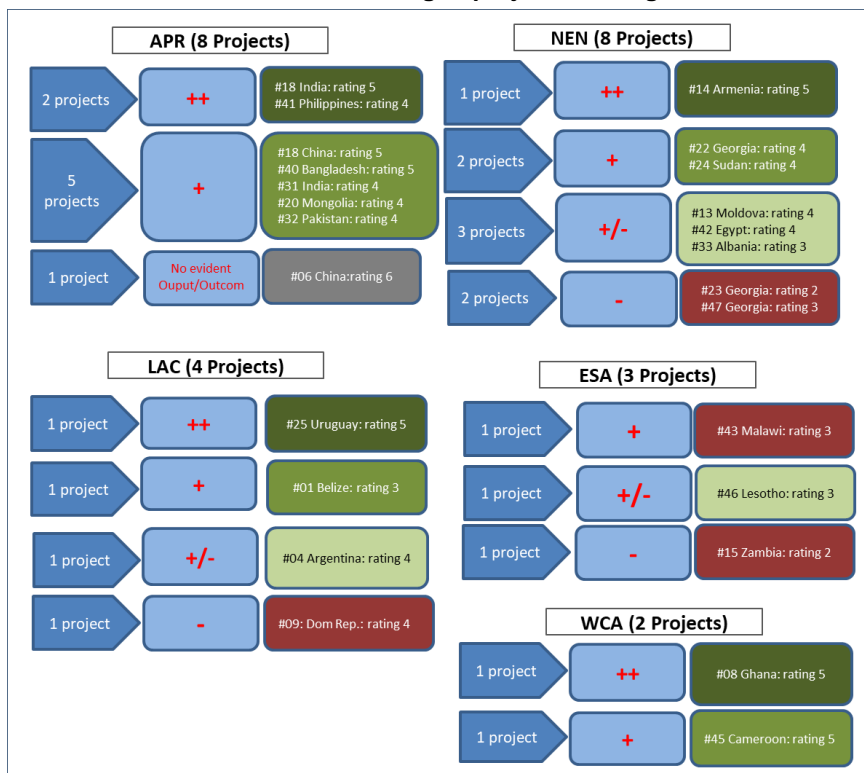 APR (8 Projects)
2 projects
++
#18 India: rating 5
#41 Philippines: rating 4
5
projects
+
#18 China: rating 5
#40 Bangladesh: rating 5
#31 India: rating 4
#20 Mongolia: rating 4
#32 Pakistan: rating 4
1 project
No evident
Ouput/Outcom
#06 China:rating 6
NEN (8 Projects)
1 project
++
#14 Armenia: rating 5
2 projects
+
#22 Georgia: rating 4
#24 Sudan: rating 4
3 projects
+/-
#13 Moldova: rating 4
#42 Egypt: rating 4
#33 Albania: rating 3
2 projects
-
#23 Georgia: rating 2
#47 Georgia: rating 3
LAC (4 Projects)
1 project
++
#25 Uruguay: rating 5
1 project
+
#01 Belize: rating 3
1 project
+/-
#04 Argentina: rating 4
1 project
-
#09: Dom Rep.: rating 4
ESA (3 Projects)
1 project
+
#43 Malawi: rating 3
1 project
+/-
#46 Lesotho: rating 3
1 project
-
#15 Zambia: rating 2
WCA (2 Projects)
1 project
++
#08 Ghana: rating 5
1 project
+
#45 Cameroon: rating 5